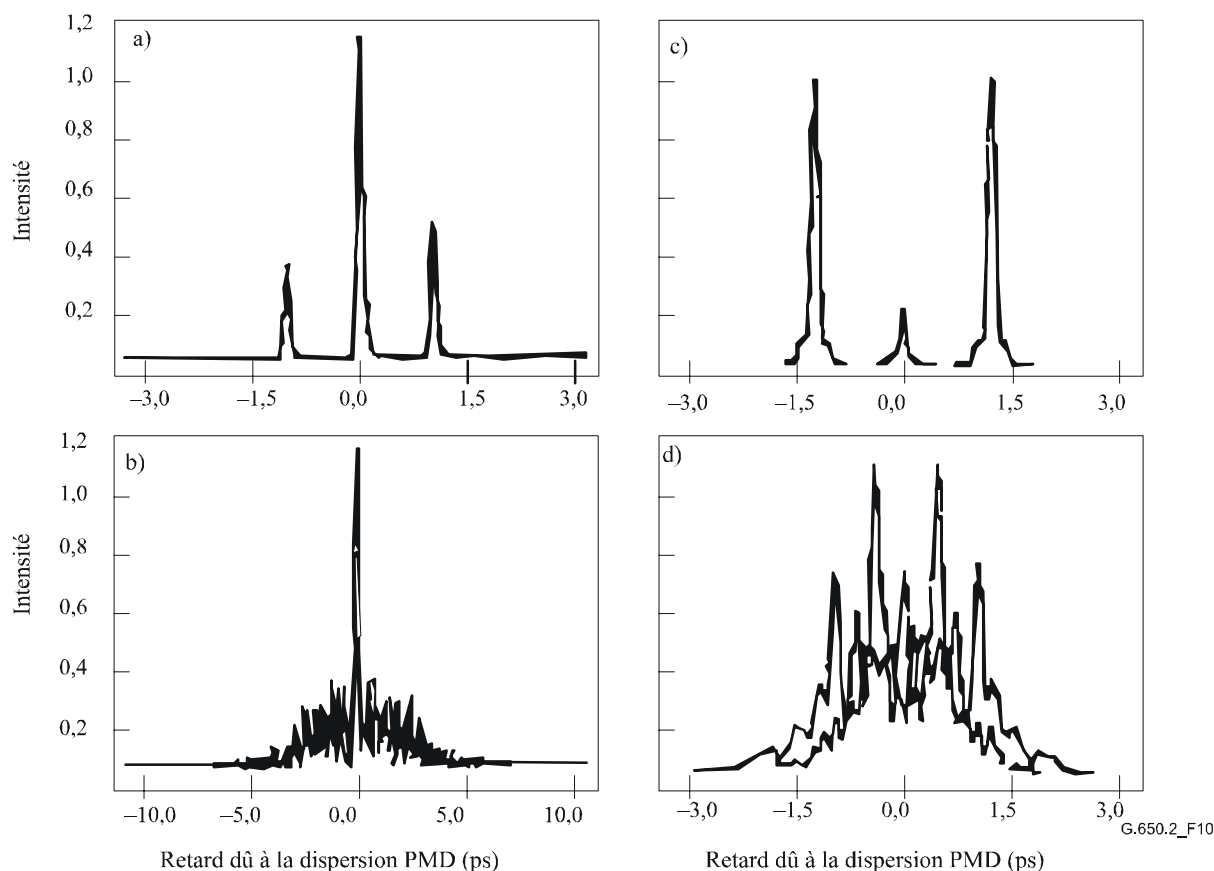 a)
1,2
1,0
0,8
0,6
0,4
0,2
Intensité
–3,0 –1,5 0,0 1,5 3,0
c)
–3,0 –1,5 0,0 1,5 3,0
b)
1,2
1,0
0,8
0,6
0,4
0,2
Intensité
–10,0 –5,0 0,0 5,0 10,0
Retard dû à la dispersion PMD (ps)
d)
–3,0 –1,5 0,0 1,5 3,0
Retard dû à la dispersion PMD (ps)
G.650.2_F10